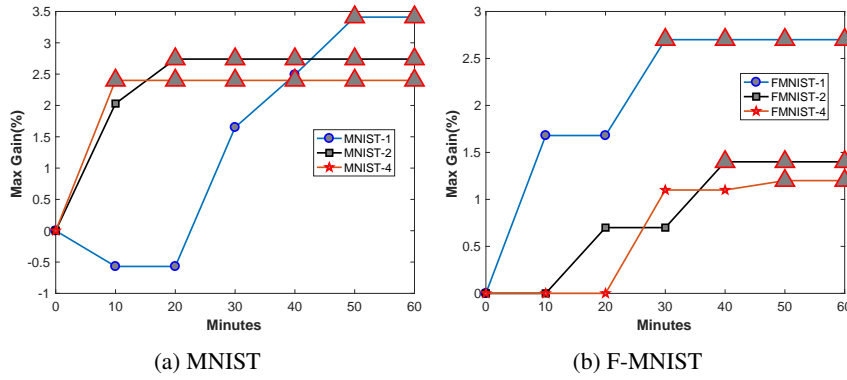 3.5
3
2.5
2
1.5
1
0.5
0
-0.5
-1
Max Gain(%)
0 10 20 30 40 50 60
Minutes
MNIST-1
MNIST-2
MNIST-4
(a) MNIST
3
2.5
2
1.5
1
0.5
0
Max Gain(%)
0 10 20 30 40 50 60
Minutes
FMNIST-1
FMNIST-2
FMNIST-4
(b) F-MNIST